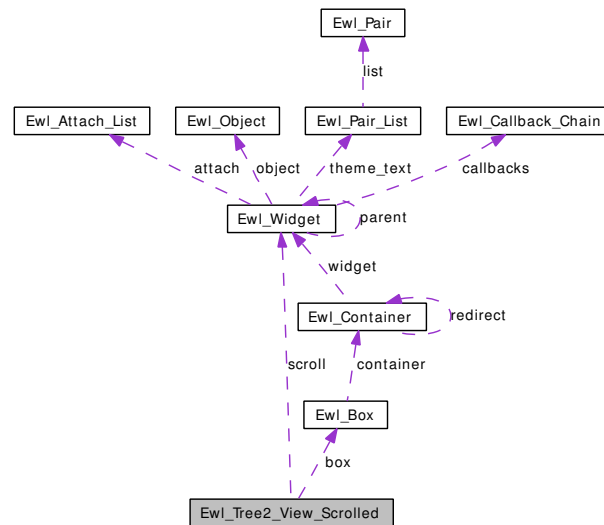 Ewl_Pair
list
Ewl_Attach_List
Ewl_Object
Ewl_Pair_List
Ewl_Callback_Chain
attach
object
theme_text
callbacks
Ewl_Widget
parent
widget
Ewl_Container
redirect
scroll
container
Ewl_Box
box
Ewl_Tree2_View_Scrolled